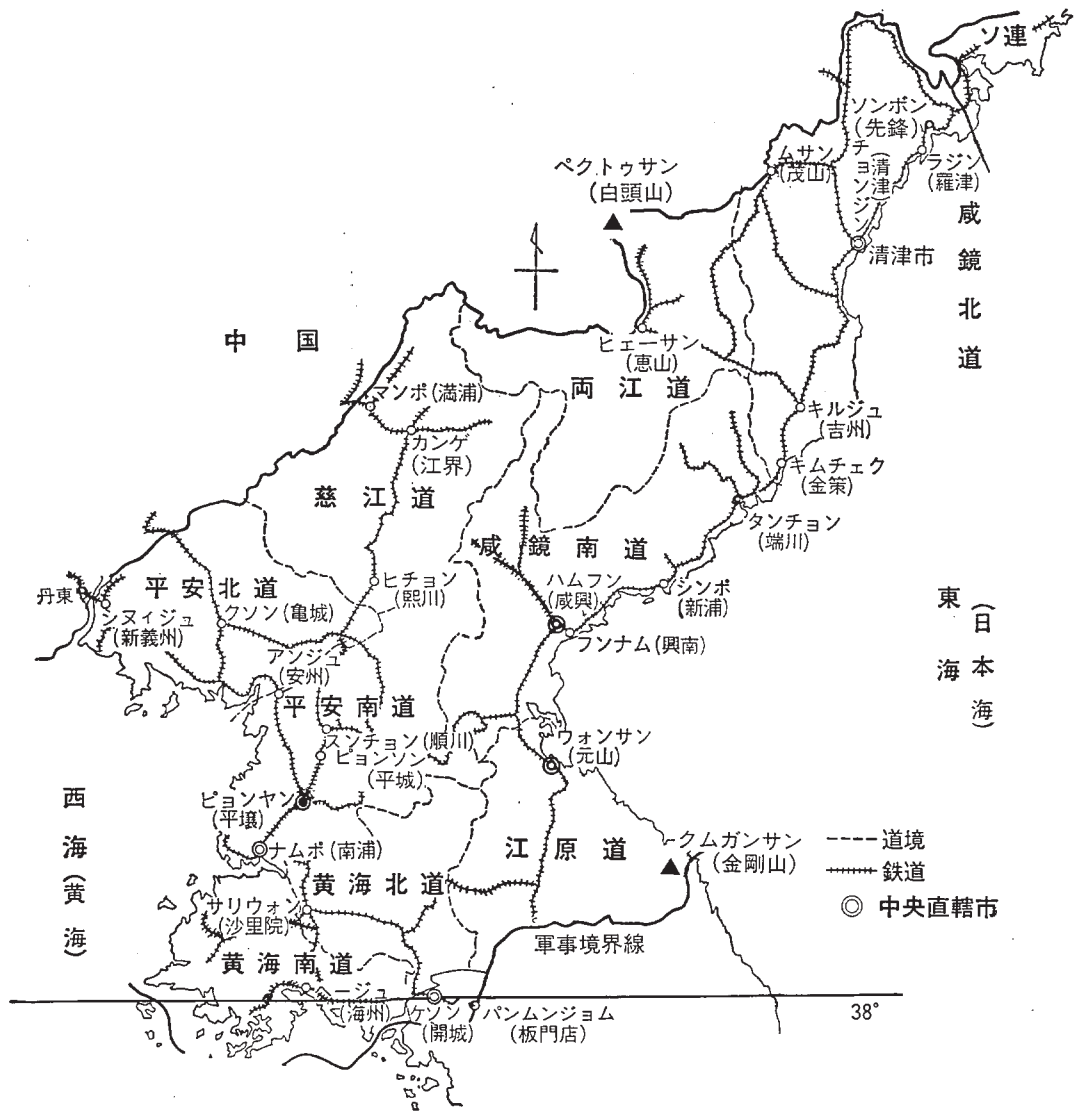 ソ連
ソンボン
(先鋒)
ラジン
(羅津)
ムサン
(茂山)
チョンジン
(清津)
清津市
咸鏡北道
ペクトゥサン
(白頭山)
中国
ヒェーサン
(恵山)
両江道
マンポ(満浦)
カンゲ
(江界)
キルジュ
(吉州)
キムチェク
(金策)
慈江道
タンチョン
(端川)
咸鏡南道
平安北道
丹東
シヌィジュ
(新義州)
クソン(亀城)
ヒチョン
(熙川)
ハムフン
(咸興)
シンポ
(新浦)
フンナム(興南)
東海
(日本海)
アンジュ
(安州)
平安南道
スンチョン(順川)
ピョンソン
(平城)
ウォンサン
(元山)
ピョンヤン
(平壌)
ナムポ(南浦)
西海(黄海)
江原道
クムガンサン
(金剛山)
道境
鉄道
中央直轄市
黄海北道
サリウォン
(沙里院)
軍事境界線
黄海南道
ージュ
(海州)
ケソン
(開城)
パンムンジョム
(板門店)
38°